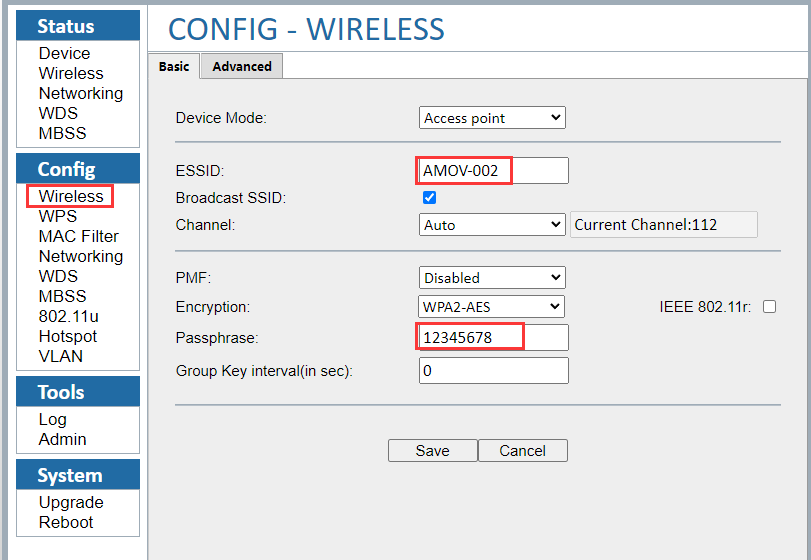 Status
Device
Wireless
Networking
WDS
MBSS
Config
Wireless
WPS
MAC Filter
Networking
WDS
MBSS
802.11u
Hotspot
VLAN
Tools
Log
Admin
System
Upgrade
Reboot
CONFIG - WIRELESS
Basic Advanced
Device Mode: Access point
ESSID: AMOV-002
Broadcast SSID:
Channel: Auto Current Channel:112
PMF: Disabled
Encryption: WPA2-AES IEEE 802.11r:
Passphrase: 12345678
Group Key interval(in sec): 0
Save Cancel